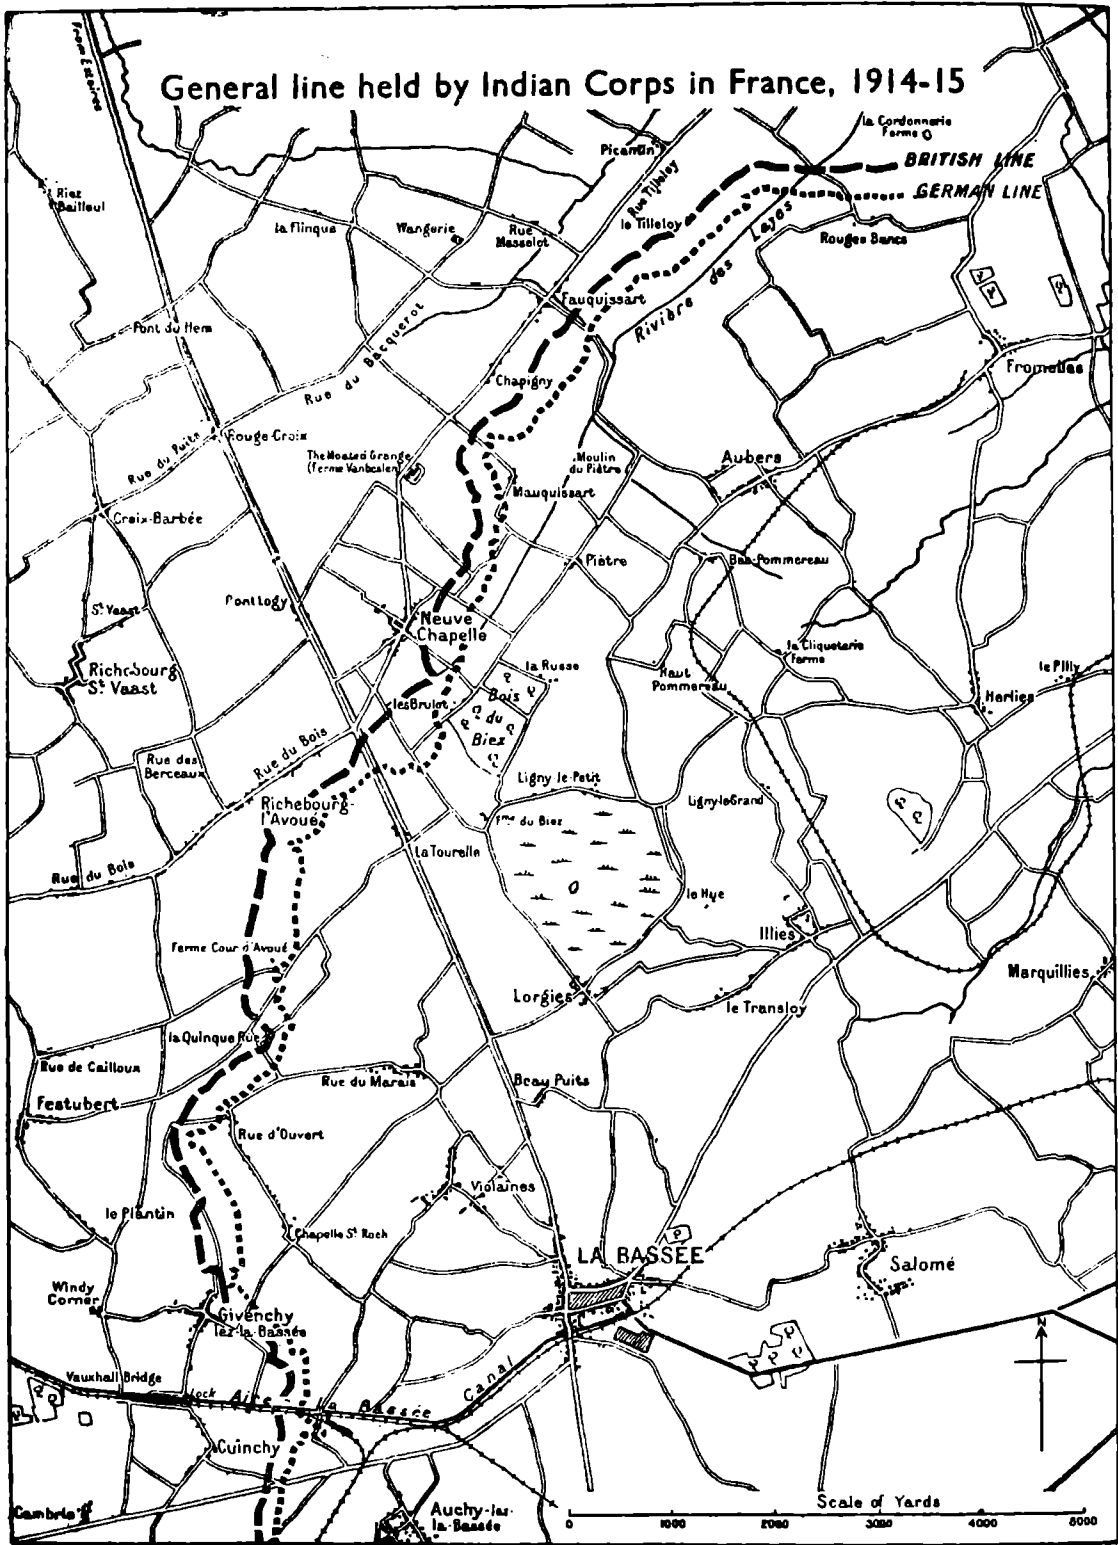 From Estaires
General line held by Indian Corps in France, 1914-15
la Cordonnerie
Ferme
Picantin
BRITISH LINE
GERMAN LINE
Riez
Bailleul
Rue Tilleloy
le Tilleloy
la Flinque
Wangerie
Rue
Masselot
Rouges Bancs
Rivière des Layes
Fauquissart
Pont du Hem
Rue du Bacquerot
Chapigny
Fromelles
Rue du Puits
Rouge-Croix
The Moated Grange
(Ferme Vanbesien)
Moulin
du Piètre
Aubers
Mauquissart
Croix-Barbée
Piètre
Bas-Pommereau
St Vaast
Pont Logy
Neuve
Chapelle
la Cliqueterie
Ferme
Richebourg
St Vaast
la Russe
Haut
Pommereau
le Pilly
Herlies
Bois
du
Biez
les Brulot
Rue du Bois
Rue des
Berceaux
Ligny-le-Petit
Ligny-le-Grand
Richebourg-
l'Avoué
Fme du Biez
La Tourelle
Rue du Bois
le Hue
Illies
Ferme Cour d'Avoué
Marquillies
Lorgies
le Transloy
la Quinque Rue
Rue de Cailloux
Rue du Marais
Beau Puits
Festubert
Rue d'Ouvert
Violaines
le Plantin
Chapelle St Roch
LA BASSÉE
Salomé
Windy
Corner
Givenchy
lez-la-Bassée
N
Vauxhall Bridge
Lock
Aire - la Bassée Canal
Cuinchy
Cambrin
Auchy-les-
la-Bassée
Scale of Yards
0 1000 2000 3000 4000 5000